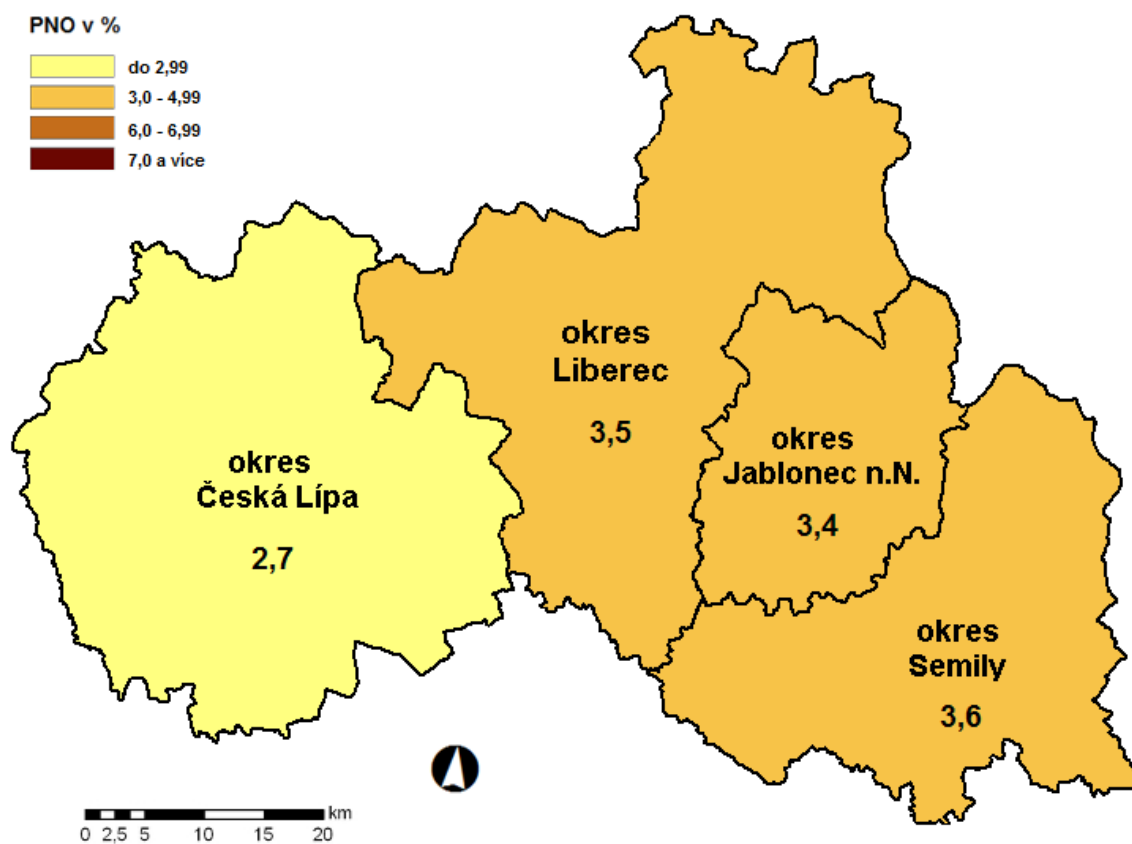 PNO v %
do 2,99
3,0 - 4,99
6,0 - 6,99
7,0 a více
okres
Liberec
3,5
okres
Jablonec n.N.
3,4
okres
Česká Lípa
2,7
okres
Semily
3,6
km
0 2,5 5 10 15 20